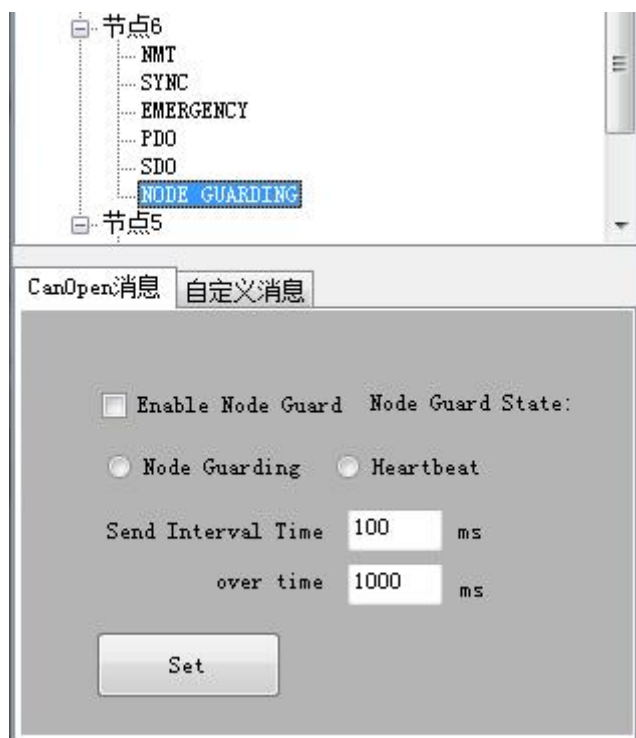 节点6
NMT
SYNC
EMERGENCY
PDO
SDO
NODE GUARDING
节点5
CanOpen消息 自定义消息
Enable Node Guard Node Guard State:
Node Guarding Heartbeat
Send Interval Time 100 ms
over time 1000 ms
Set